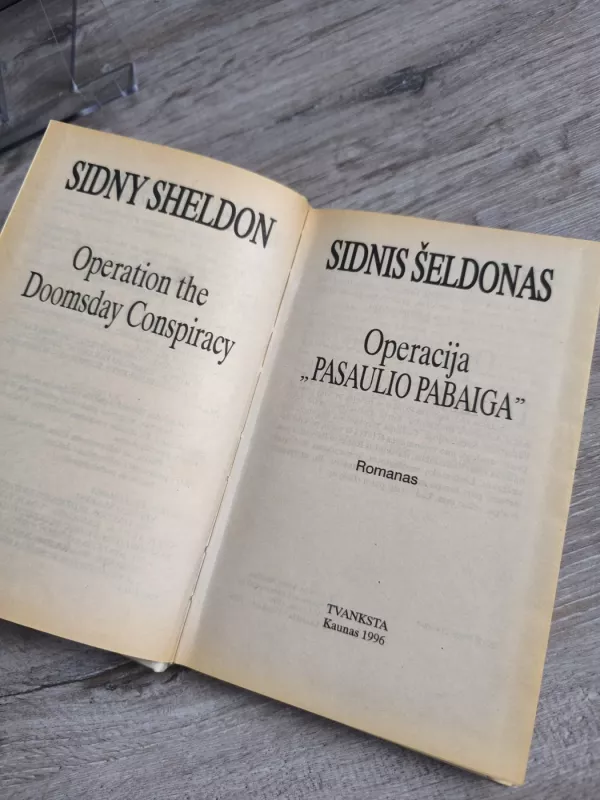 SIDNY SHELDON
Operation the
Doomsday Conspiracy
SIDNIS ŠELDONAS
Operacija
„PASAULIO PABAIGA”
Romanas
TVANKSTA
Kaunas 1996